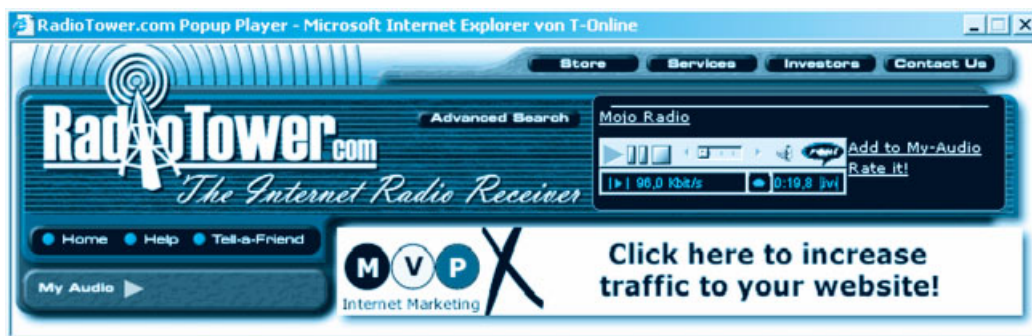 RadioTower.com Popup Player - Microsoft Internet Explorer von T-Online
Store Services Investors Contact Us
RadioTower.com
Advanced Search
Mojo Radio
Add to My-Audio
Rate it!
96,0 Kbit/s 0:19,8
The Internet Radio Receiver
Home Help Tell-a-Friend
My Audio
MVP X
Internet Marketing
Click here to increase
traffic to your website!